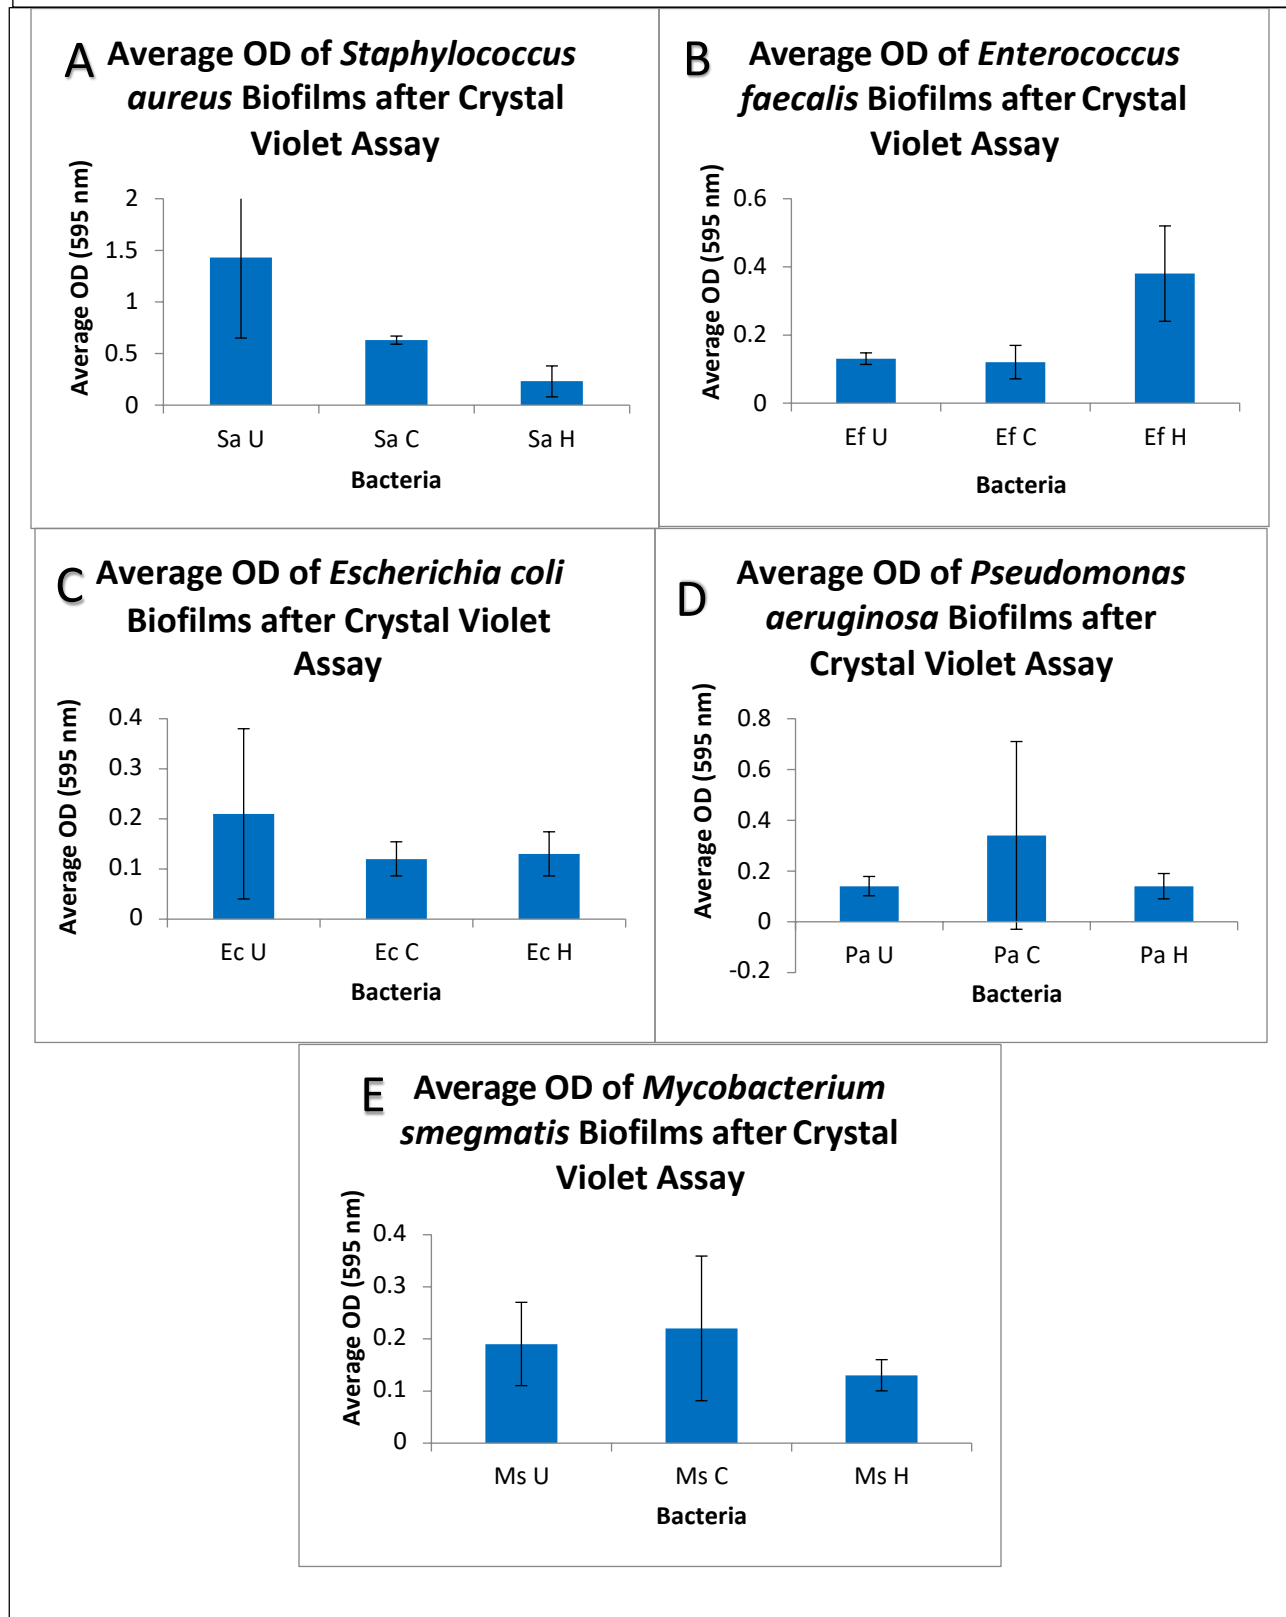 A
Average OD of Staphylococcus
aureus Biofilms after Crystal
Violet Assay
Average OD (595 nm)
2
1.5
1
0.5
0
Sa U
Sa C
Sa H
Bacteria
B
Average OD of Enterococcus
faecalis Biofilms after Crystal
Violet Assay
Average OD (595 nm)
0.6
0.4
0.2
0
Ef U
Ef C
Ef H
Bacteria
C
Average OD of Escherichia coli
Biofilms after Crystal Violet
Assay
Average OD (595 nm)
0.4
0.3
0.2
0.1
0
Ec U
Ec C
Ec H
Bacteria
D
Average OD of Pseudomonas
aeruginosa Biofilms after
Crystal Violet Assay
Average OD (595 nm)
0.8
0.6
0.4
0.2
0
-0.2
Pa U
Pa C
Pa H
Bacteria
E
Average OD of Mycobacterium
smegmatis Biofilms after Crystal
Violet Assay
Average OD (595 nm)
0.4
0.3
0.2
0.1
0
Ms U
Ms C
Ms H
Bacteria